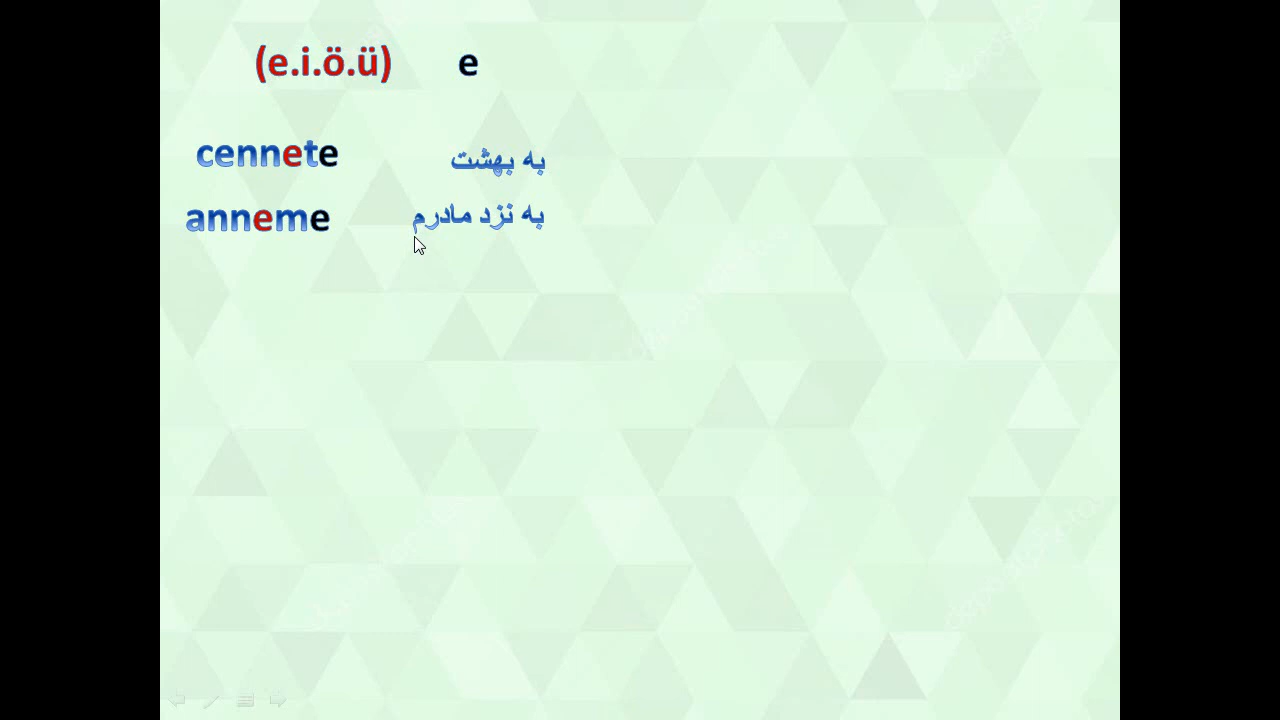 (e.i.ö.ü) e
cennete به بهشت
anneme به نزد مادرم